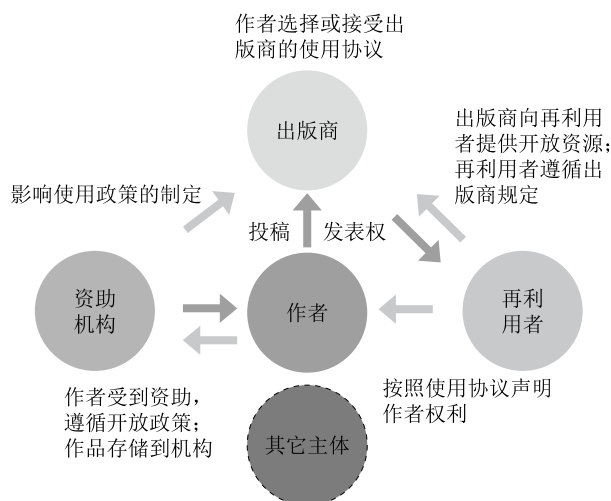 作者选择或接受出
版商的使用协议
出版商
出版商向再利用
者提供开放资源；
再利用者遵循出
版商规定
影响使用政策的制定
投稿
发表权
资助
机构
作者
再利
用者
作者受到资助，
遵循开放政策；
作品存储到机构
按照使用协议声明
作者权利
其它主体